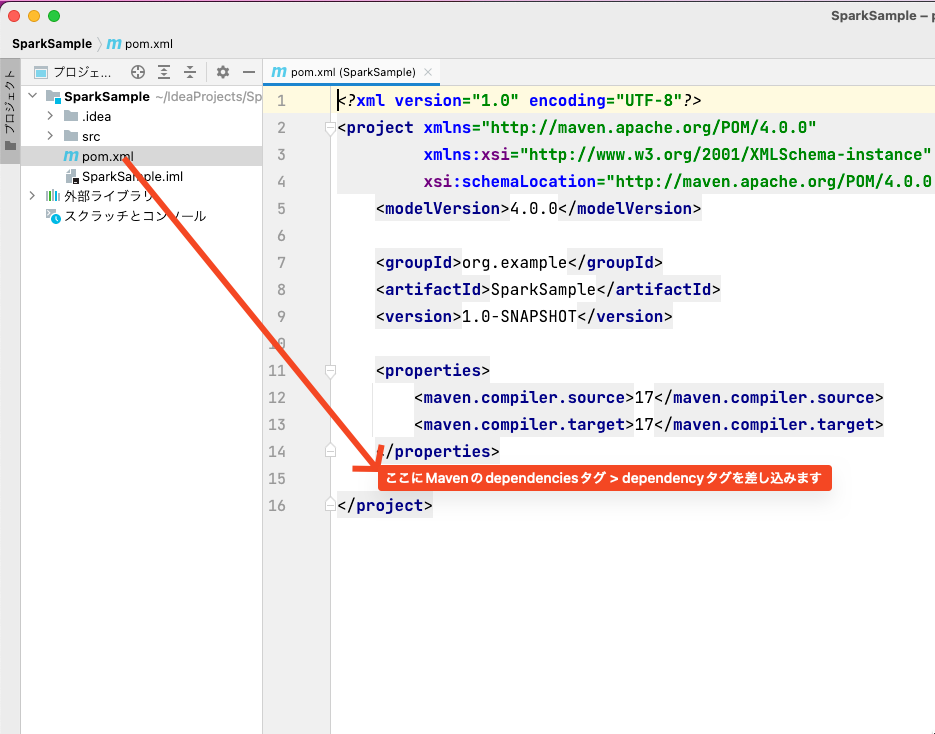 SparkSample – p
SparkSample 〉 m pom.xml
プロジェクト
プロジェ...
pom.xml (SparkSample) ×
SparkSample ~/IdeaProjects/Sp
.idea
src
pom.xml
SparkSample.iml
外部ライブラリ
スクラッチとコンソール
1 <?xml version="1.0" encoding="UTF-8"?>
2 <project xmlns="http://maven.apache.org/POM/4.0.0"
3 xmlns:xsi="http://www.w3.org/2001/XMLSchema-instance"
4 xsi:schemaLocation="http://maven.apache.org/POM/4.0.0
5 <modelVersion>4.0.0</modelVersion>
6
7 <groupId>org.example</groupId>
8 <artifactId>SparkSample</artifactId>
9 <version>1.0-SNAPSHOT</version>
10
11 <properties>
12 <maven.compiler.source>17</maven.compiler.source>
13 <maven.compiler.target>17</maven.compiler.target>
14 </properties>
15 ここにMavenのdependenciesタグ > dependencyタグを差し込みます
16 </project>